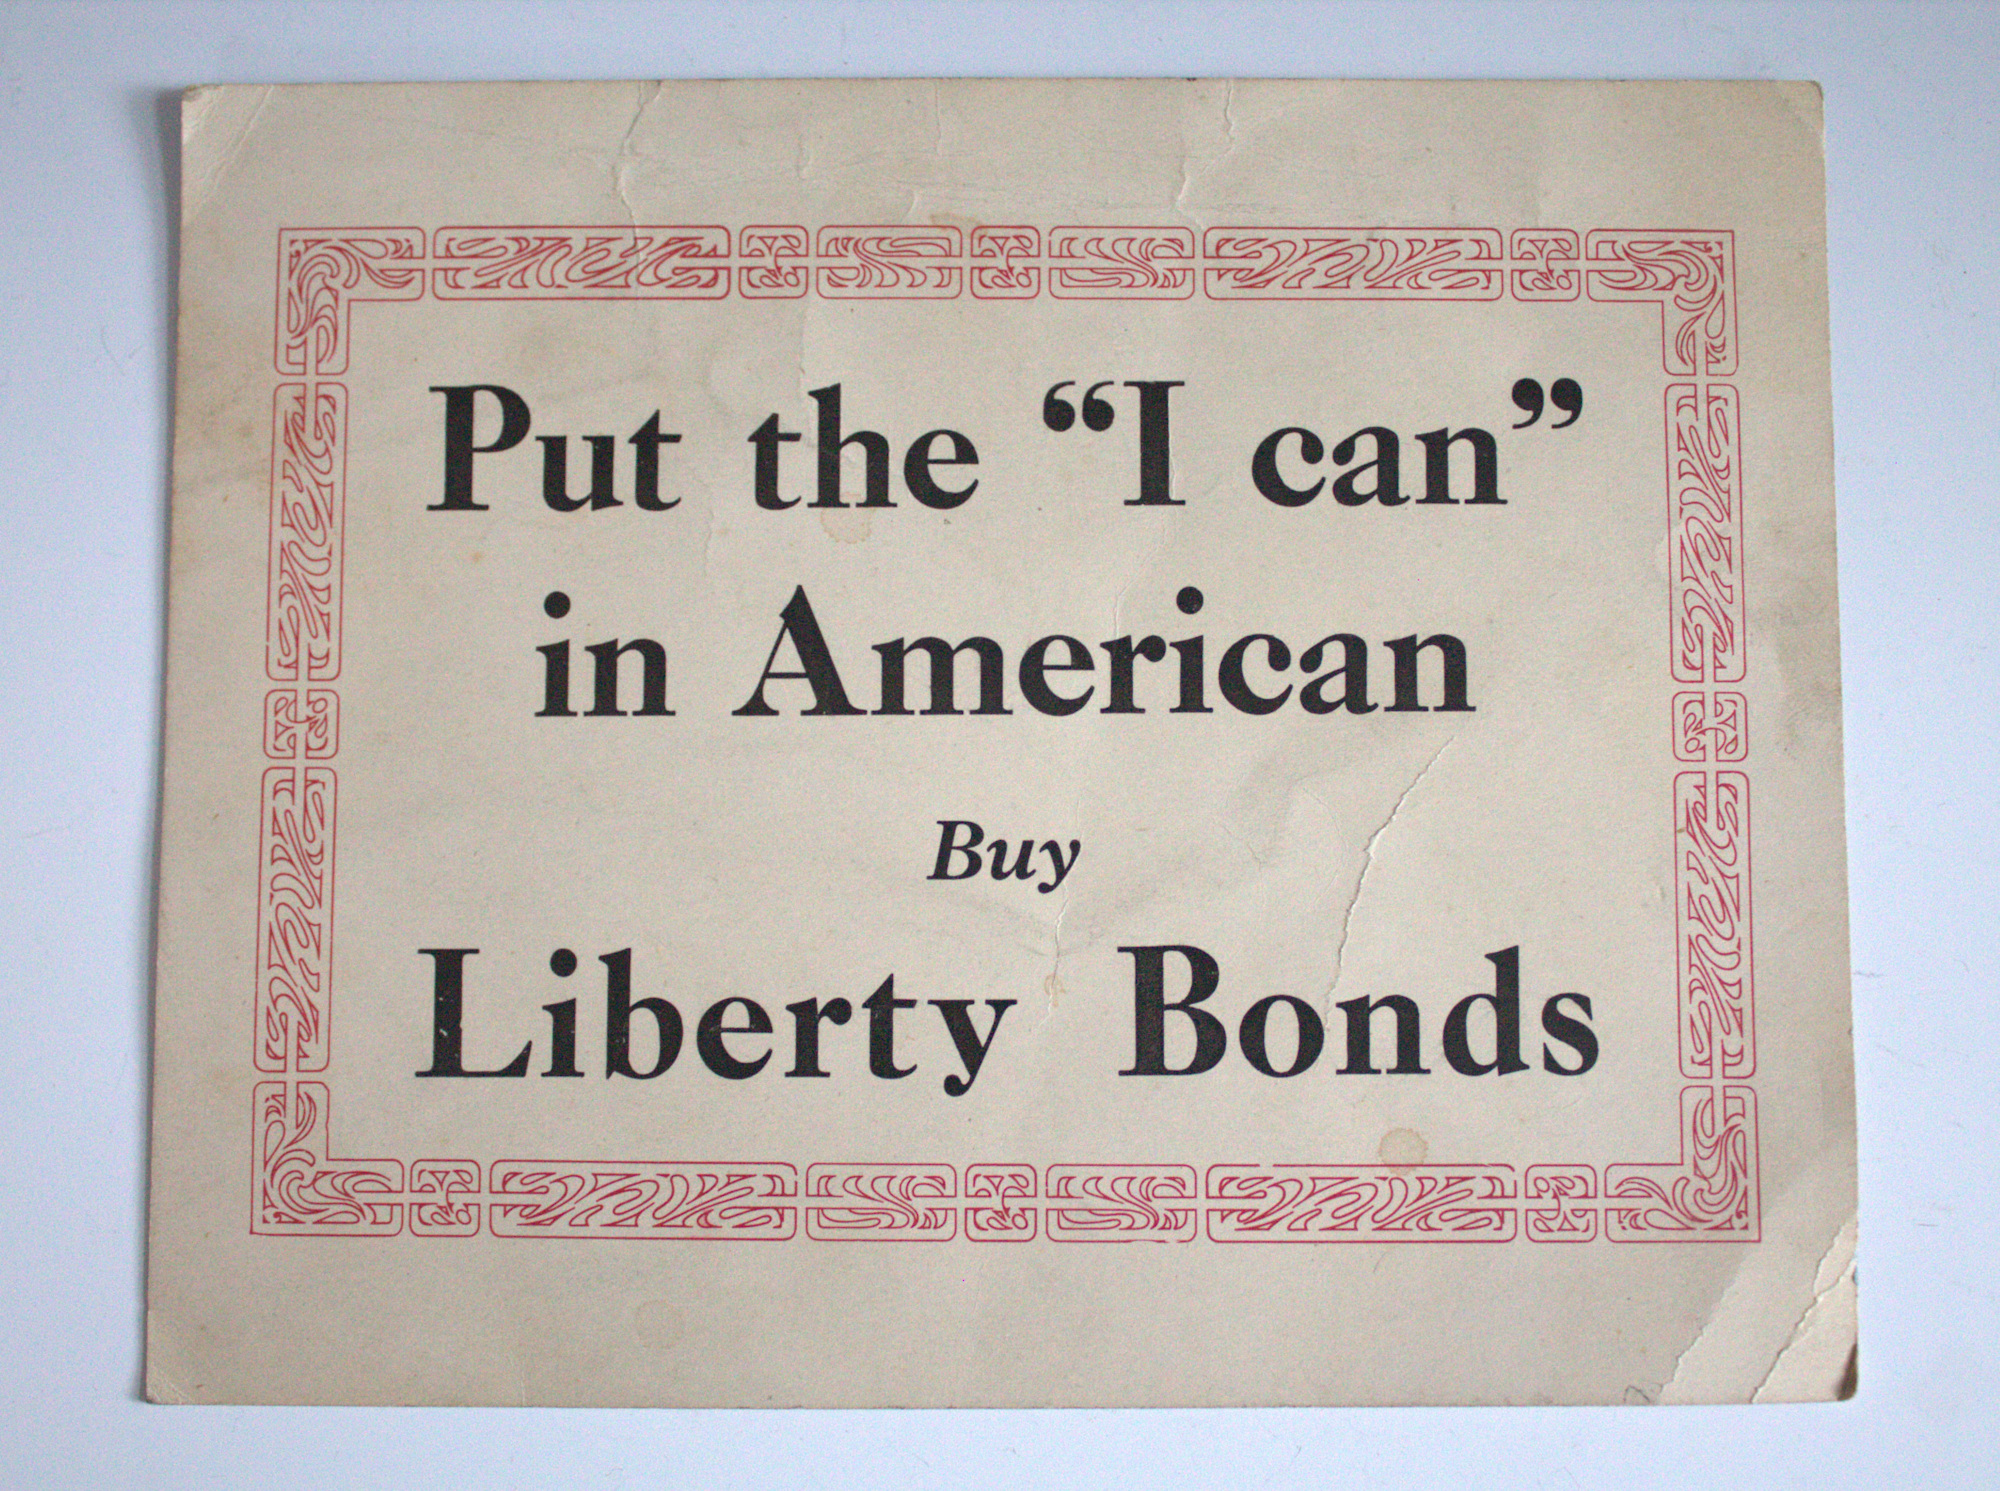 Put the “I can”
in American
Buy
Liberty Bonds